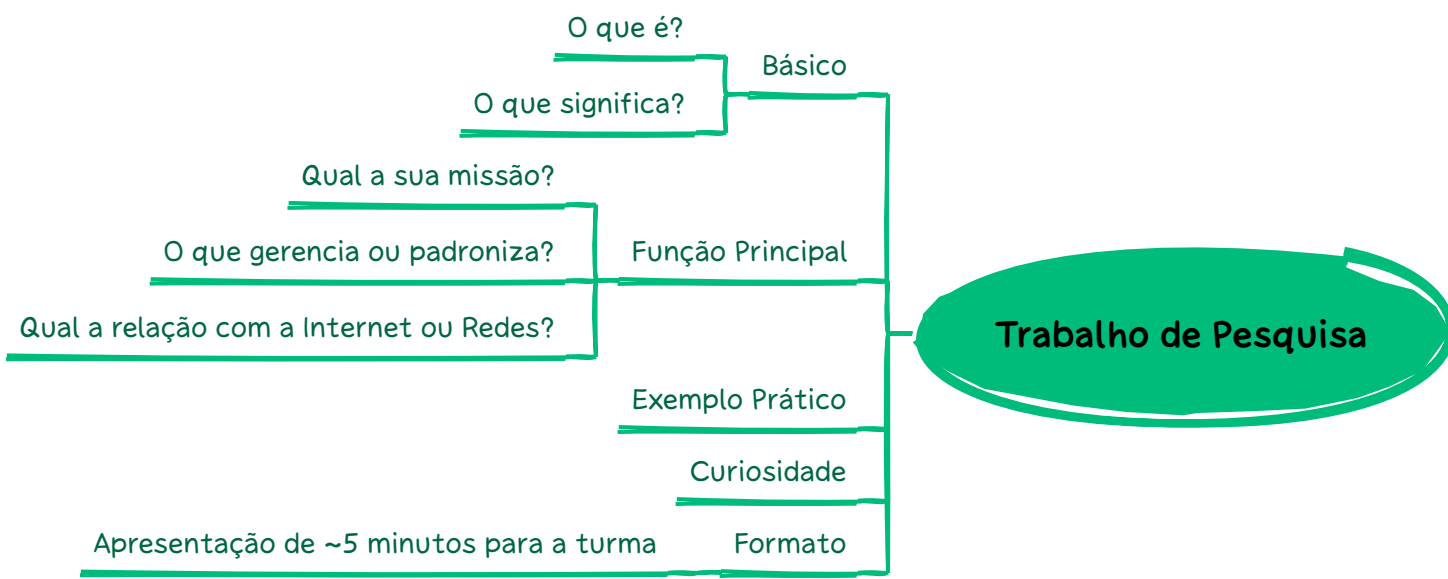 O que é?
O que significa?
Básico
Qual a sua missão?
O que gerencia ou padroniza?
Qual a relação com a Internet ou Redes?
Função Principal
Exemplo Prático
Curiosidade
Apresentação de ~5 minutos para a turma
Formato
Trabalho de Pesquisa